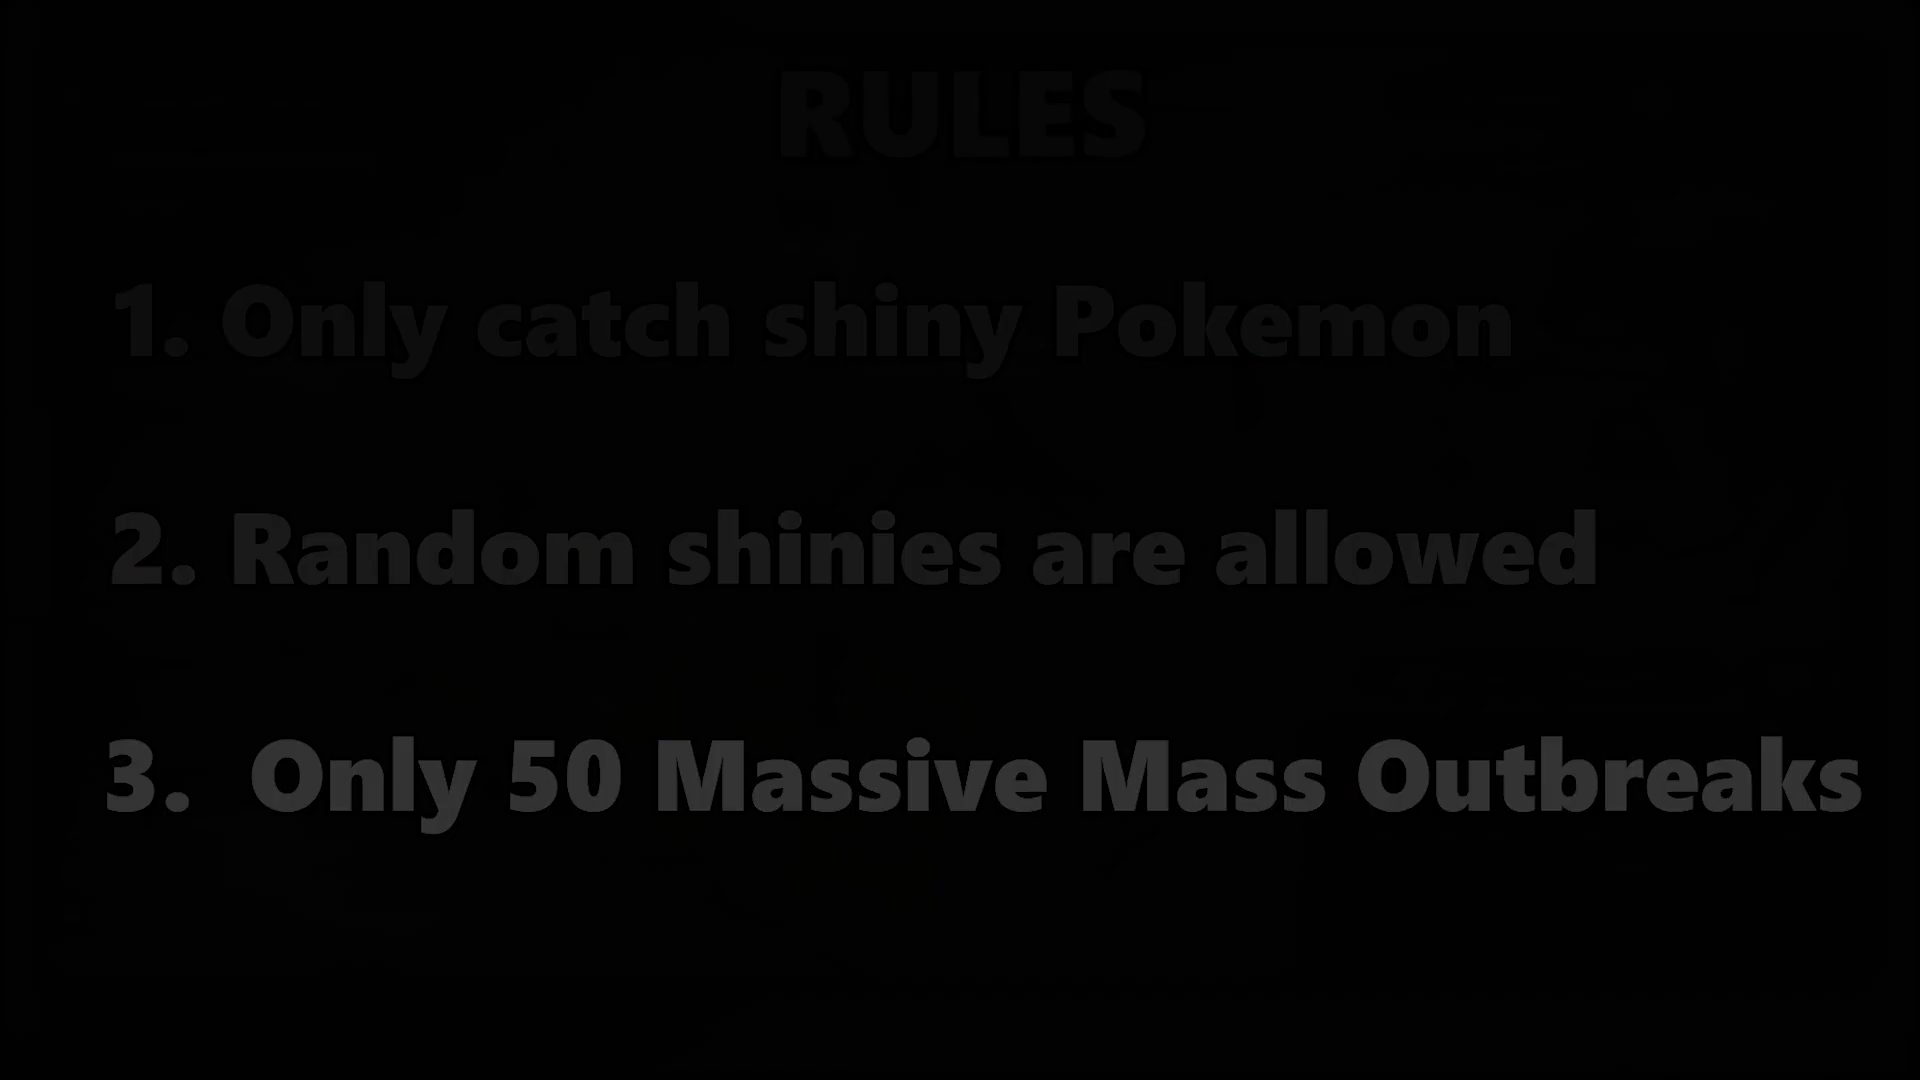 RULES
1. Only catch shiny Pokemon
2. Random shinies are allowed
3. Only 50 Massive Mass Outbreaks